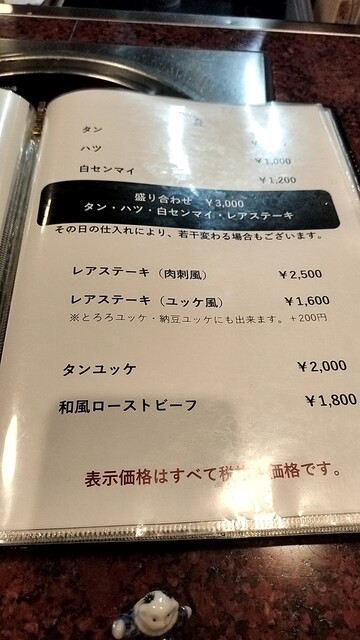 タン
ハツ ￥1,000
白センマイ ￥1,200
盛り合わせ ￥3,000
タン・ハツ・白センマイ・レアステーキ
その日の仕入れにより、若干変わる場合もございます。
レアステーキ（肉刺風） ￥2,500
レアステーキ（ユッケ風） ￥1,600
※とろろユッケ・納豆ユッケにも出来ます。+200円
タンユッケ ￥2,000
和風ローストビーフ ￥1,800
表示価格はすべて税 価格です。